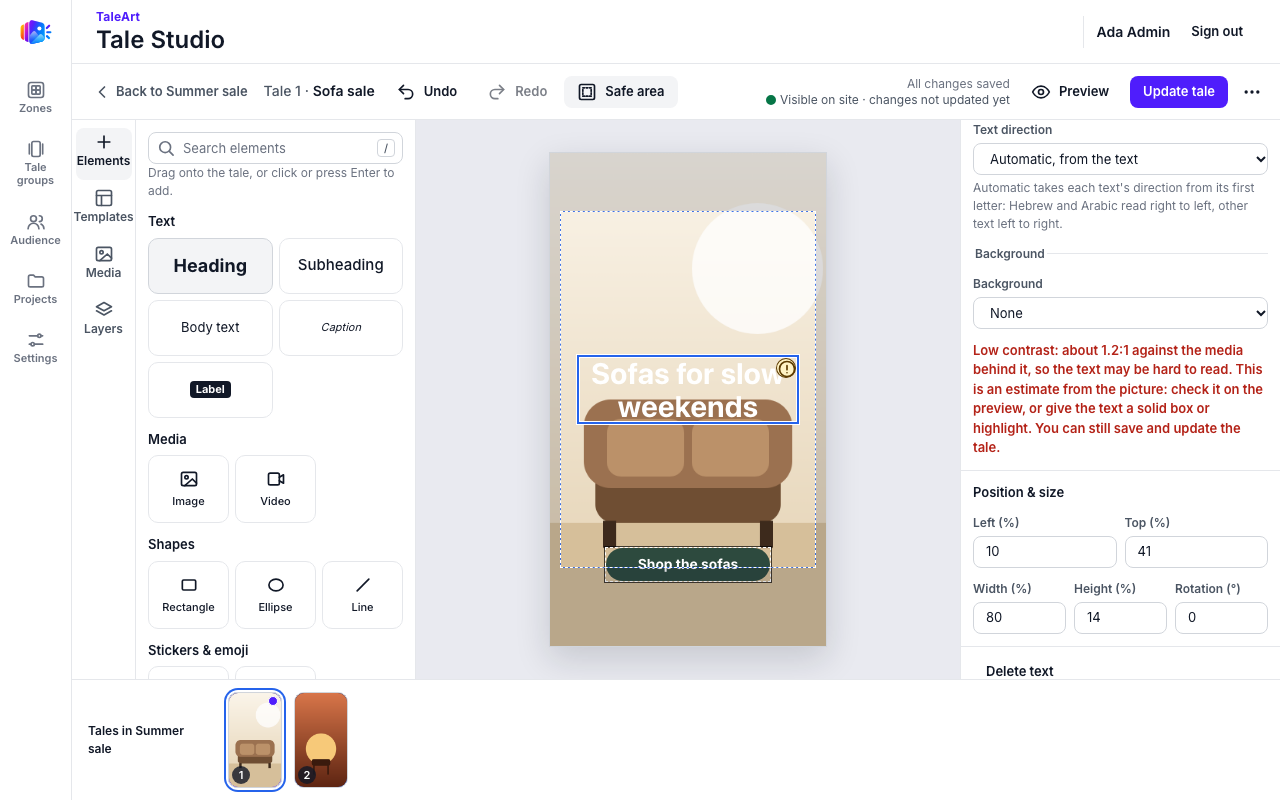 TaleArt
Tale Studio
Ada Admin
Sign out
Zones
Tale
groups
Audience
Projects
Settings
Back to Summer sale
Tale 1 · Sofa sale
Undo
Redo
Safe area
All changes saved
Visible on site · changes not updated yet
Preview
Update tale
Elements
Templates
Media
Layers
Search elements
/
Drag onto the tale, or click or press Enter to
add.
Text
Heading
Subheading
Body text
Caption
Label
Media
Image
Video
Shapes
Rectangle
Ellipse
Line
Stickers & emoji
Sofas for slow
weekends
Shop the sofas
Text direction
Automatic, from the text
Automatic takes each text's direction from its first
letter: Hebrew and Arabic read right to left, other
text left to right.
Background
Background
None
Low contrast: about 1.2:1 against the media
behind it, so the text may be hard to read. This
is an estimate from the picture: check it on the
preview, or give the text a solid box or
highlight. You can still save and update the
tale.
Position & size
Left (%)
Top (%)
10
41
Width (%)
Height (%)
Rotation (°)
80
14
0
Delete text
Tales in Summer
sale
1
2